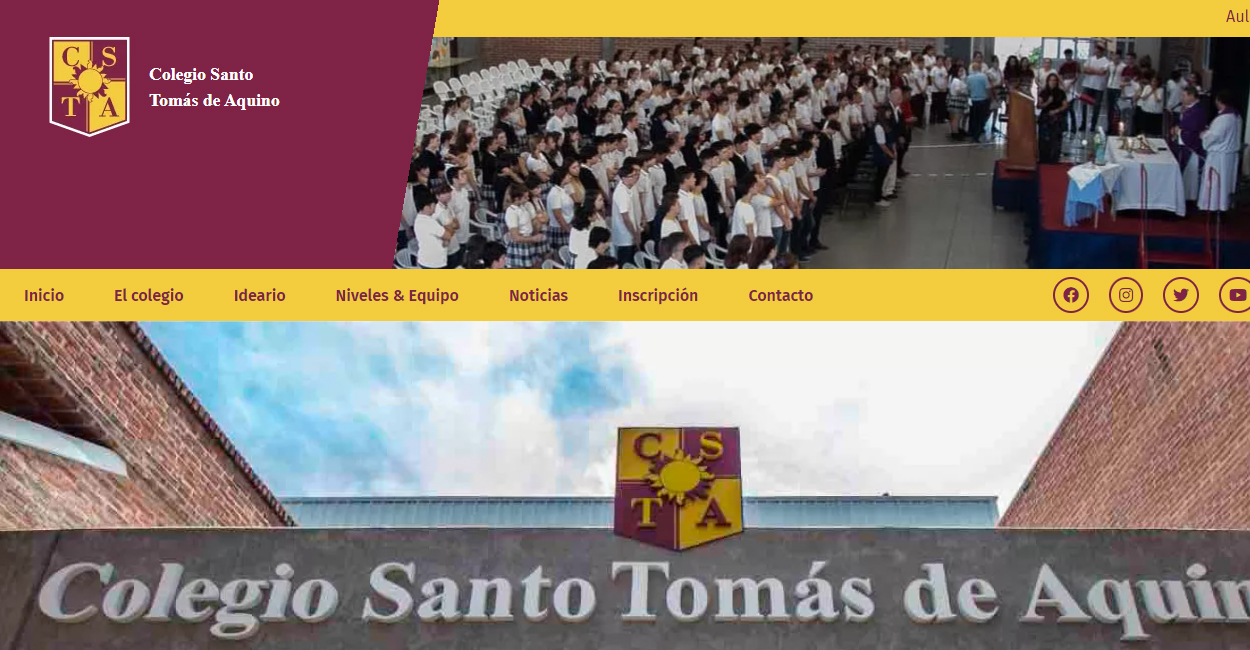 Aul
C S
T A
Colegio Santo
Tomás de Aquino
Inicio El colegio Ideario Niveles & Equipo Noticias Inscripción Contacto
C S
T A
Colegio Santo Tomás de Aquin